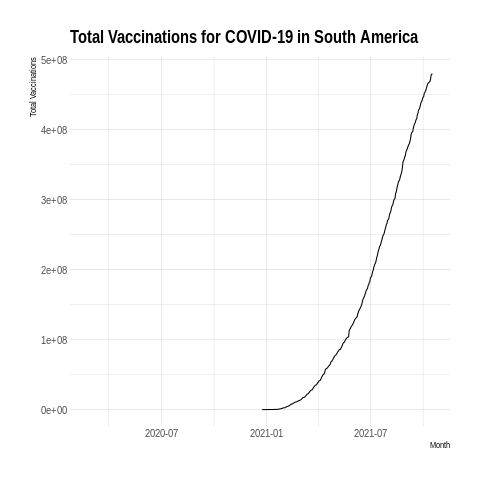 Total Vaccinations for COVID-19 in South America
Total Vaccinations
5e+08
4e+08
3e+08
2e+08
1e+08
0e+00
2020-07 2021-01 2021-07
Month